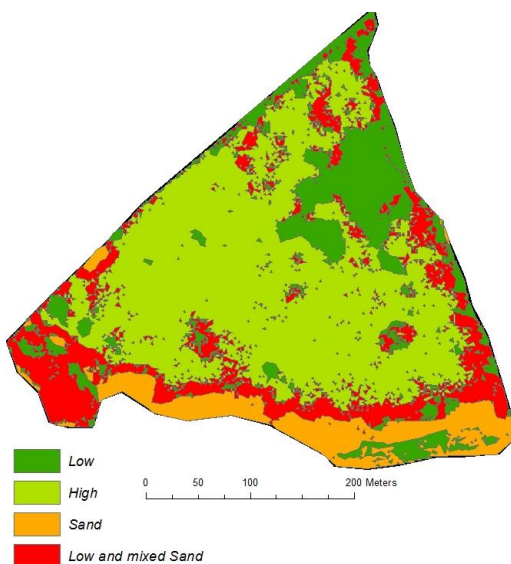 Low
High
0 50 100 200 Meters
Sand
Low and mixed Sand